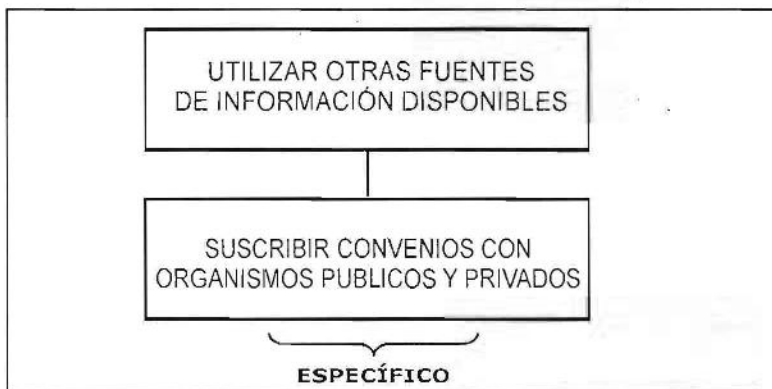 UTILIZAR OTRAS FUENTES
DE INFORMACIÓN DISPONIBLES
SUSCRIBIR CONVENIOS CON
ORGANISMOS PUBLICOS Y PRIVADOS
ESPECÍFICO